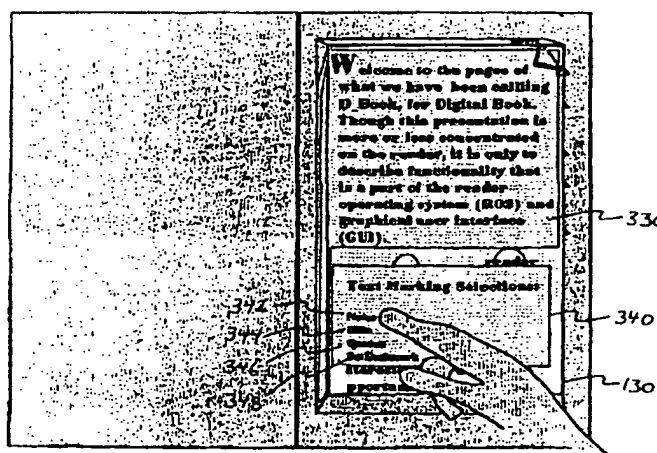 Welcome to the pages of
what we have been calling
D_Book, for Digital Book.
Though this presentation is
more or less concentrated
on the reader, it is only to
describe functionality that
is a part of the reader
operating system (ROS) and
graphical user interface
(GUI).
330
reader
Text Marking Selections:
342
Note
340
344
346
130
348